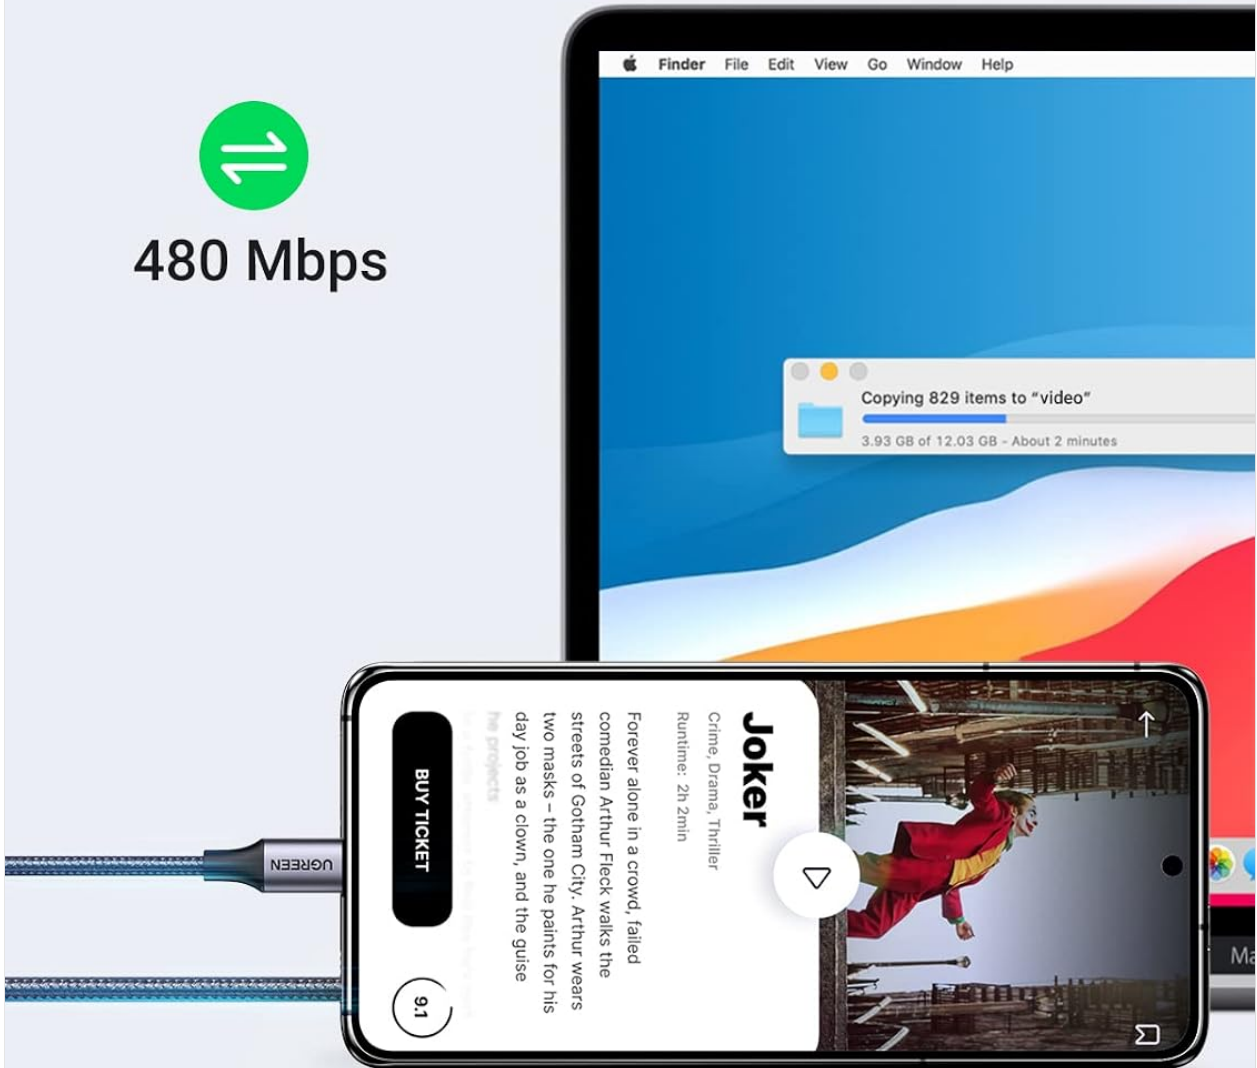 Finder File Edit View Go Window Help
480 Mbps
Copying 829 items to “video”
3.93 GB of 12.03 GB - About 2 minutes
Joker
Crime, Drama, Thriller
Runtime: 2h 2min
Forever alone in a crowd, failed
comedian Arthur Fleck walks the
streets of Gotham City. Arthur wears
two masks – the one he paints for his
day job as a clown, and the guise
he projects
BUY TICKET
9.1
UGREEN
Ma